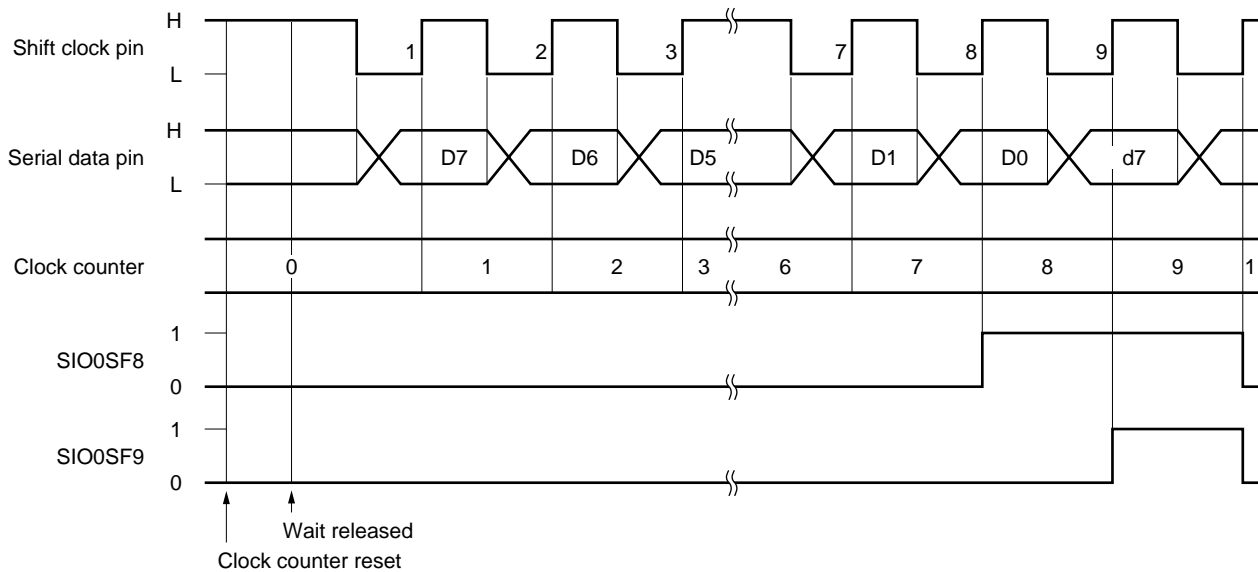 H
Shift clock pin
L
1 2 3 7 8 9
H
Serial data pin
L
D7 D6 D5 D1 D0 d7
Clock counter
0 1 2 3 6 7 8 9 1
1
SIO0SF8
0
1
SIO0SF9
0
Wait released
Clock counter reset